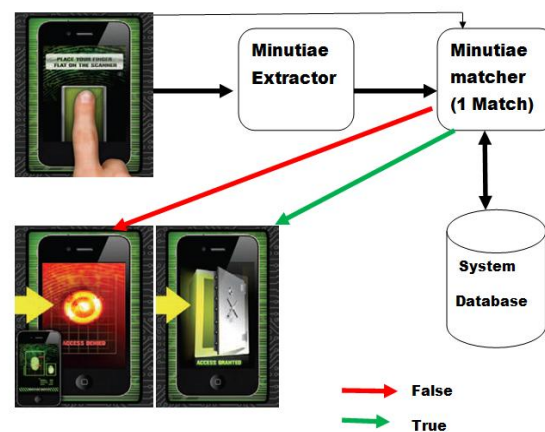 PLACE YOUR FINGER
FLAT ON THE SCANNER
Minutiae
Extractor
Minutiae
matcher
(1 Match)
System
Database
ACCESS DENIED
ACCESS GRANTED
False
True